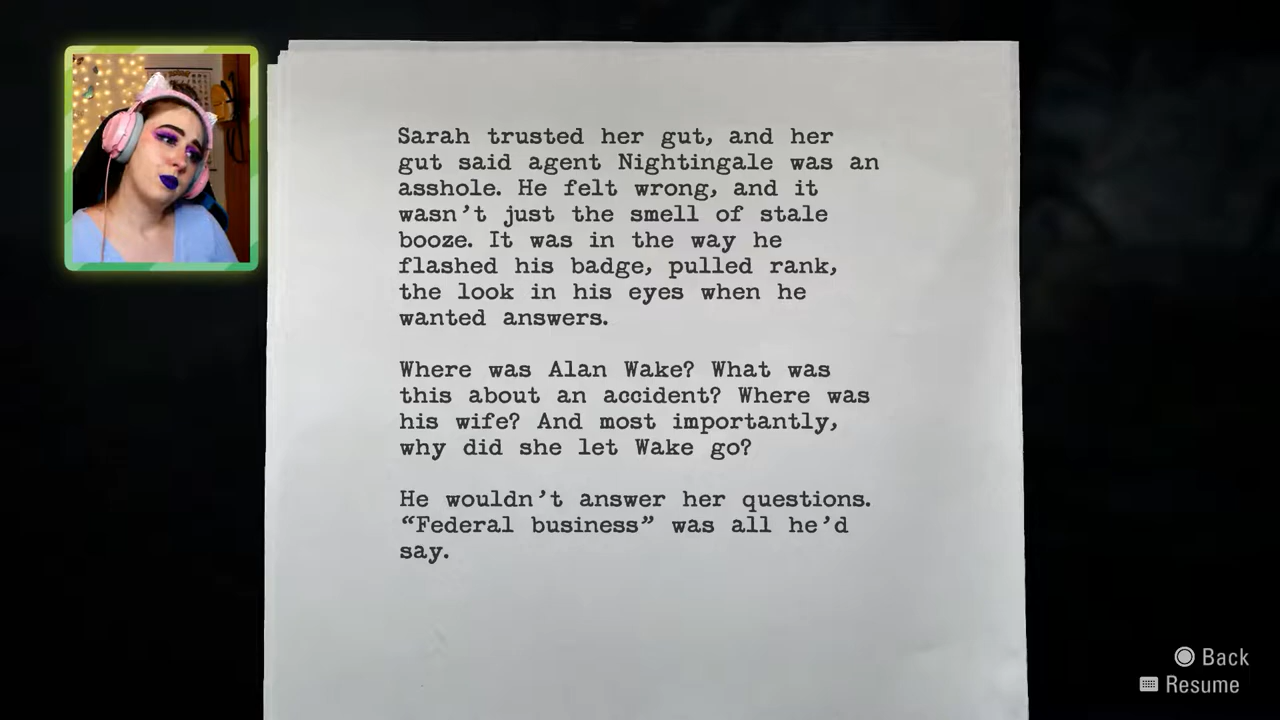 Sarah trusted her gut, and her
gut said agent Nightingale was an
asshole. He felt wrong, and it
wasn't just the smell of stale
booze. It was in the way he
flashed his badge, pulled rank,
the look in his eyes when he
wanted answers.
Where was Alan Wake? What was
this about an accident? Where was
his wife? And most importantly,
why did she let Wake go?
He wouldn't answer her questions.
“Federal business” was all he'd
say.
Back
Resume